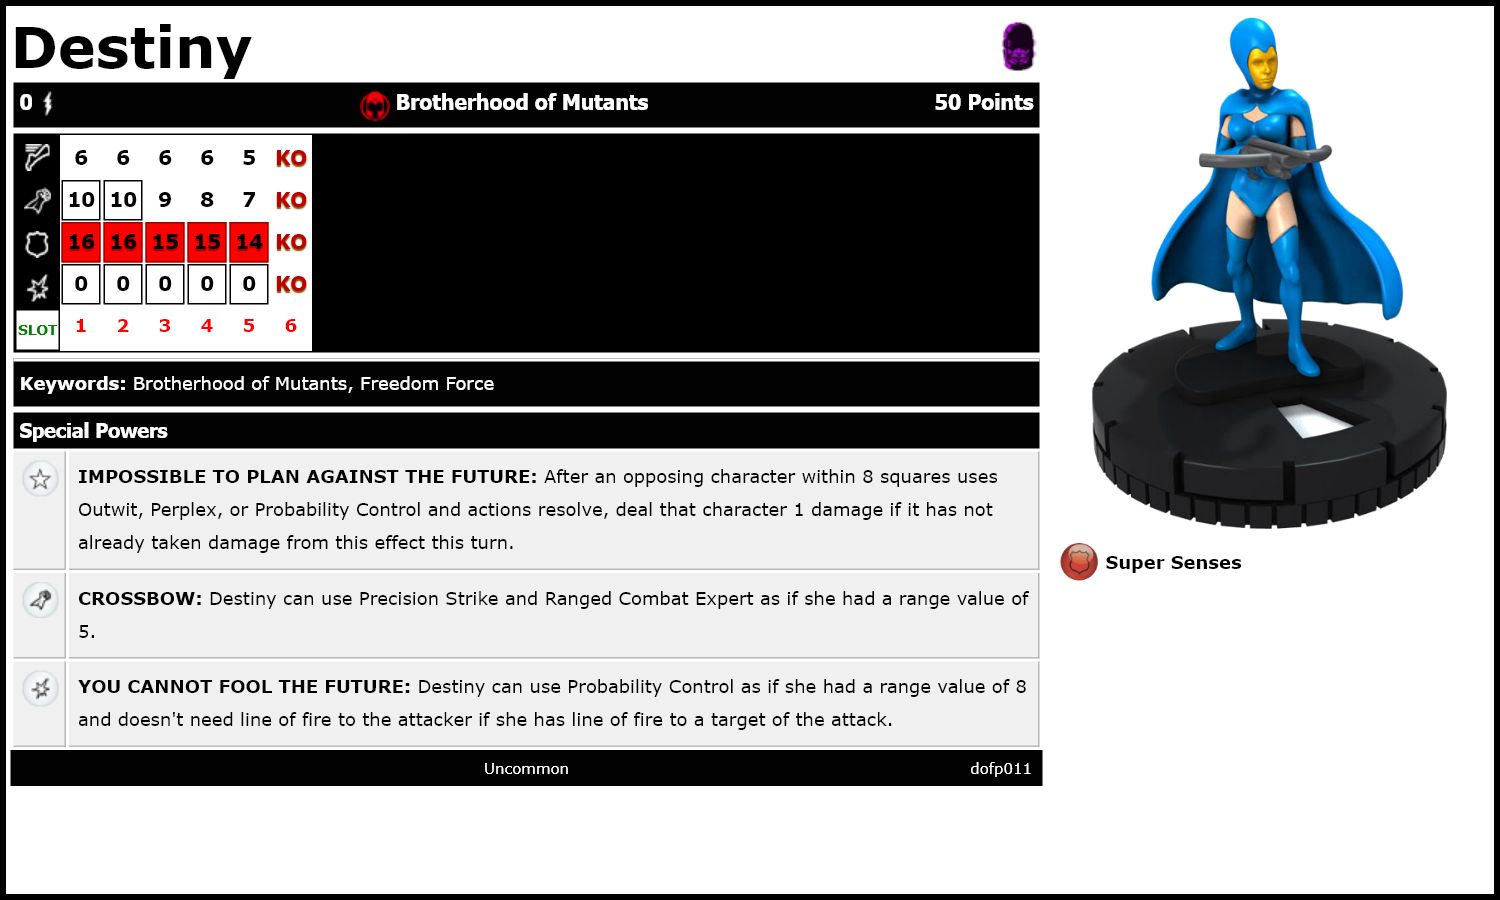 Destiny
0 Brotherhood of Mutants 50 Points
6 6 6 6 5 KO
10 10 9 8 7 KO
16 16 15 15 14 KO
0 0 0 0 0 KO
SLOT 1 2 3 4 5 6
Keywords: Brotherhood of Mutants, Freedom Force
Special Powers
IMPOSSIBLE TO PLAN AGAINST THE FUTURE: After an opposing character within 8 squares uses
Outwit, Perplex, or Probability Control and actions resolve, deal that character 1 damage if it has not
already taken damage from this effect this turn.
CROSSBOW: Destiny can use Precision Strike and Ranged Combat Expert as if she had a range value of
5.
YOU CANNOT FOOL THE FUTURE: Destiny can use Probability Control as if she had a range value of 8
and doesn't need line of fire to the attacker if she has line of fire to a target of the attack.
Uncommon dofp011
Super Senses